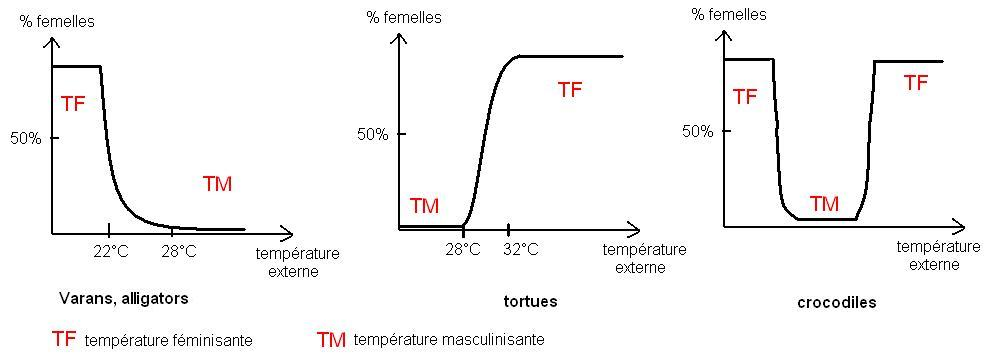 % femelles
TF
50%
TM
22°C
28°C
température
externe
Varans, alligators
% femelles
50%
TF
TM
28°C
32°C
température
externe
tortues
% femelles
TF
TF
50%
TM
température
externe
crocodiles
TF température féminisante
TM température masculinisante